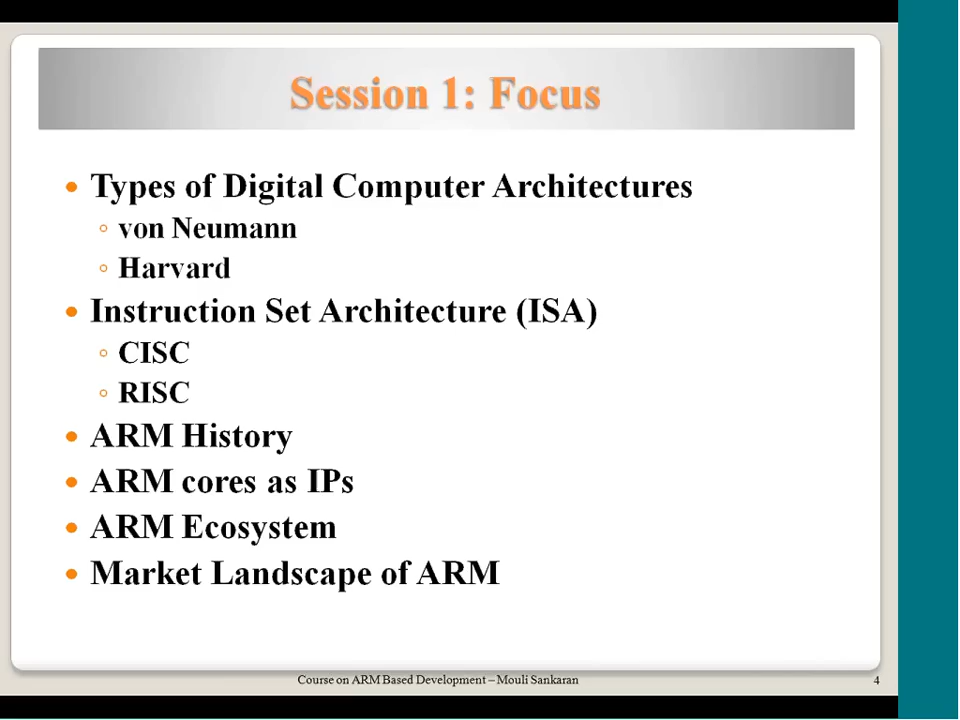 Session 1: Focus
• Types of Digital Computer Architectures
◦ von Neumann
◦ Harvard
• Instruction Set Architecture (ISA)
◦ CISC
◦ RISC
• ARM History
• ARM cores as IPs
• ARM Ecosystem
• Market Landscape of ARM
Course on ARM Based Development – Mouli Sankaran
4